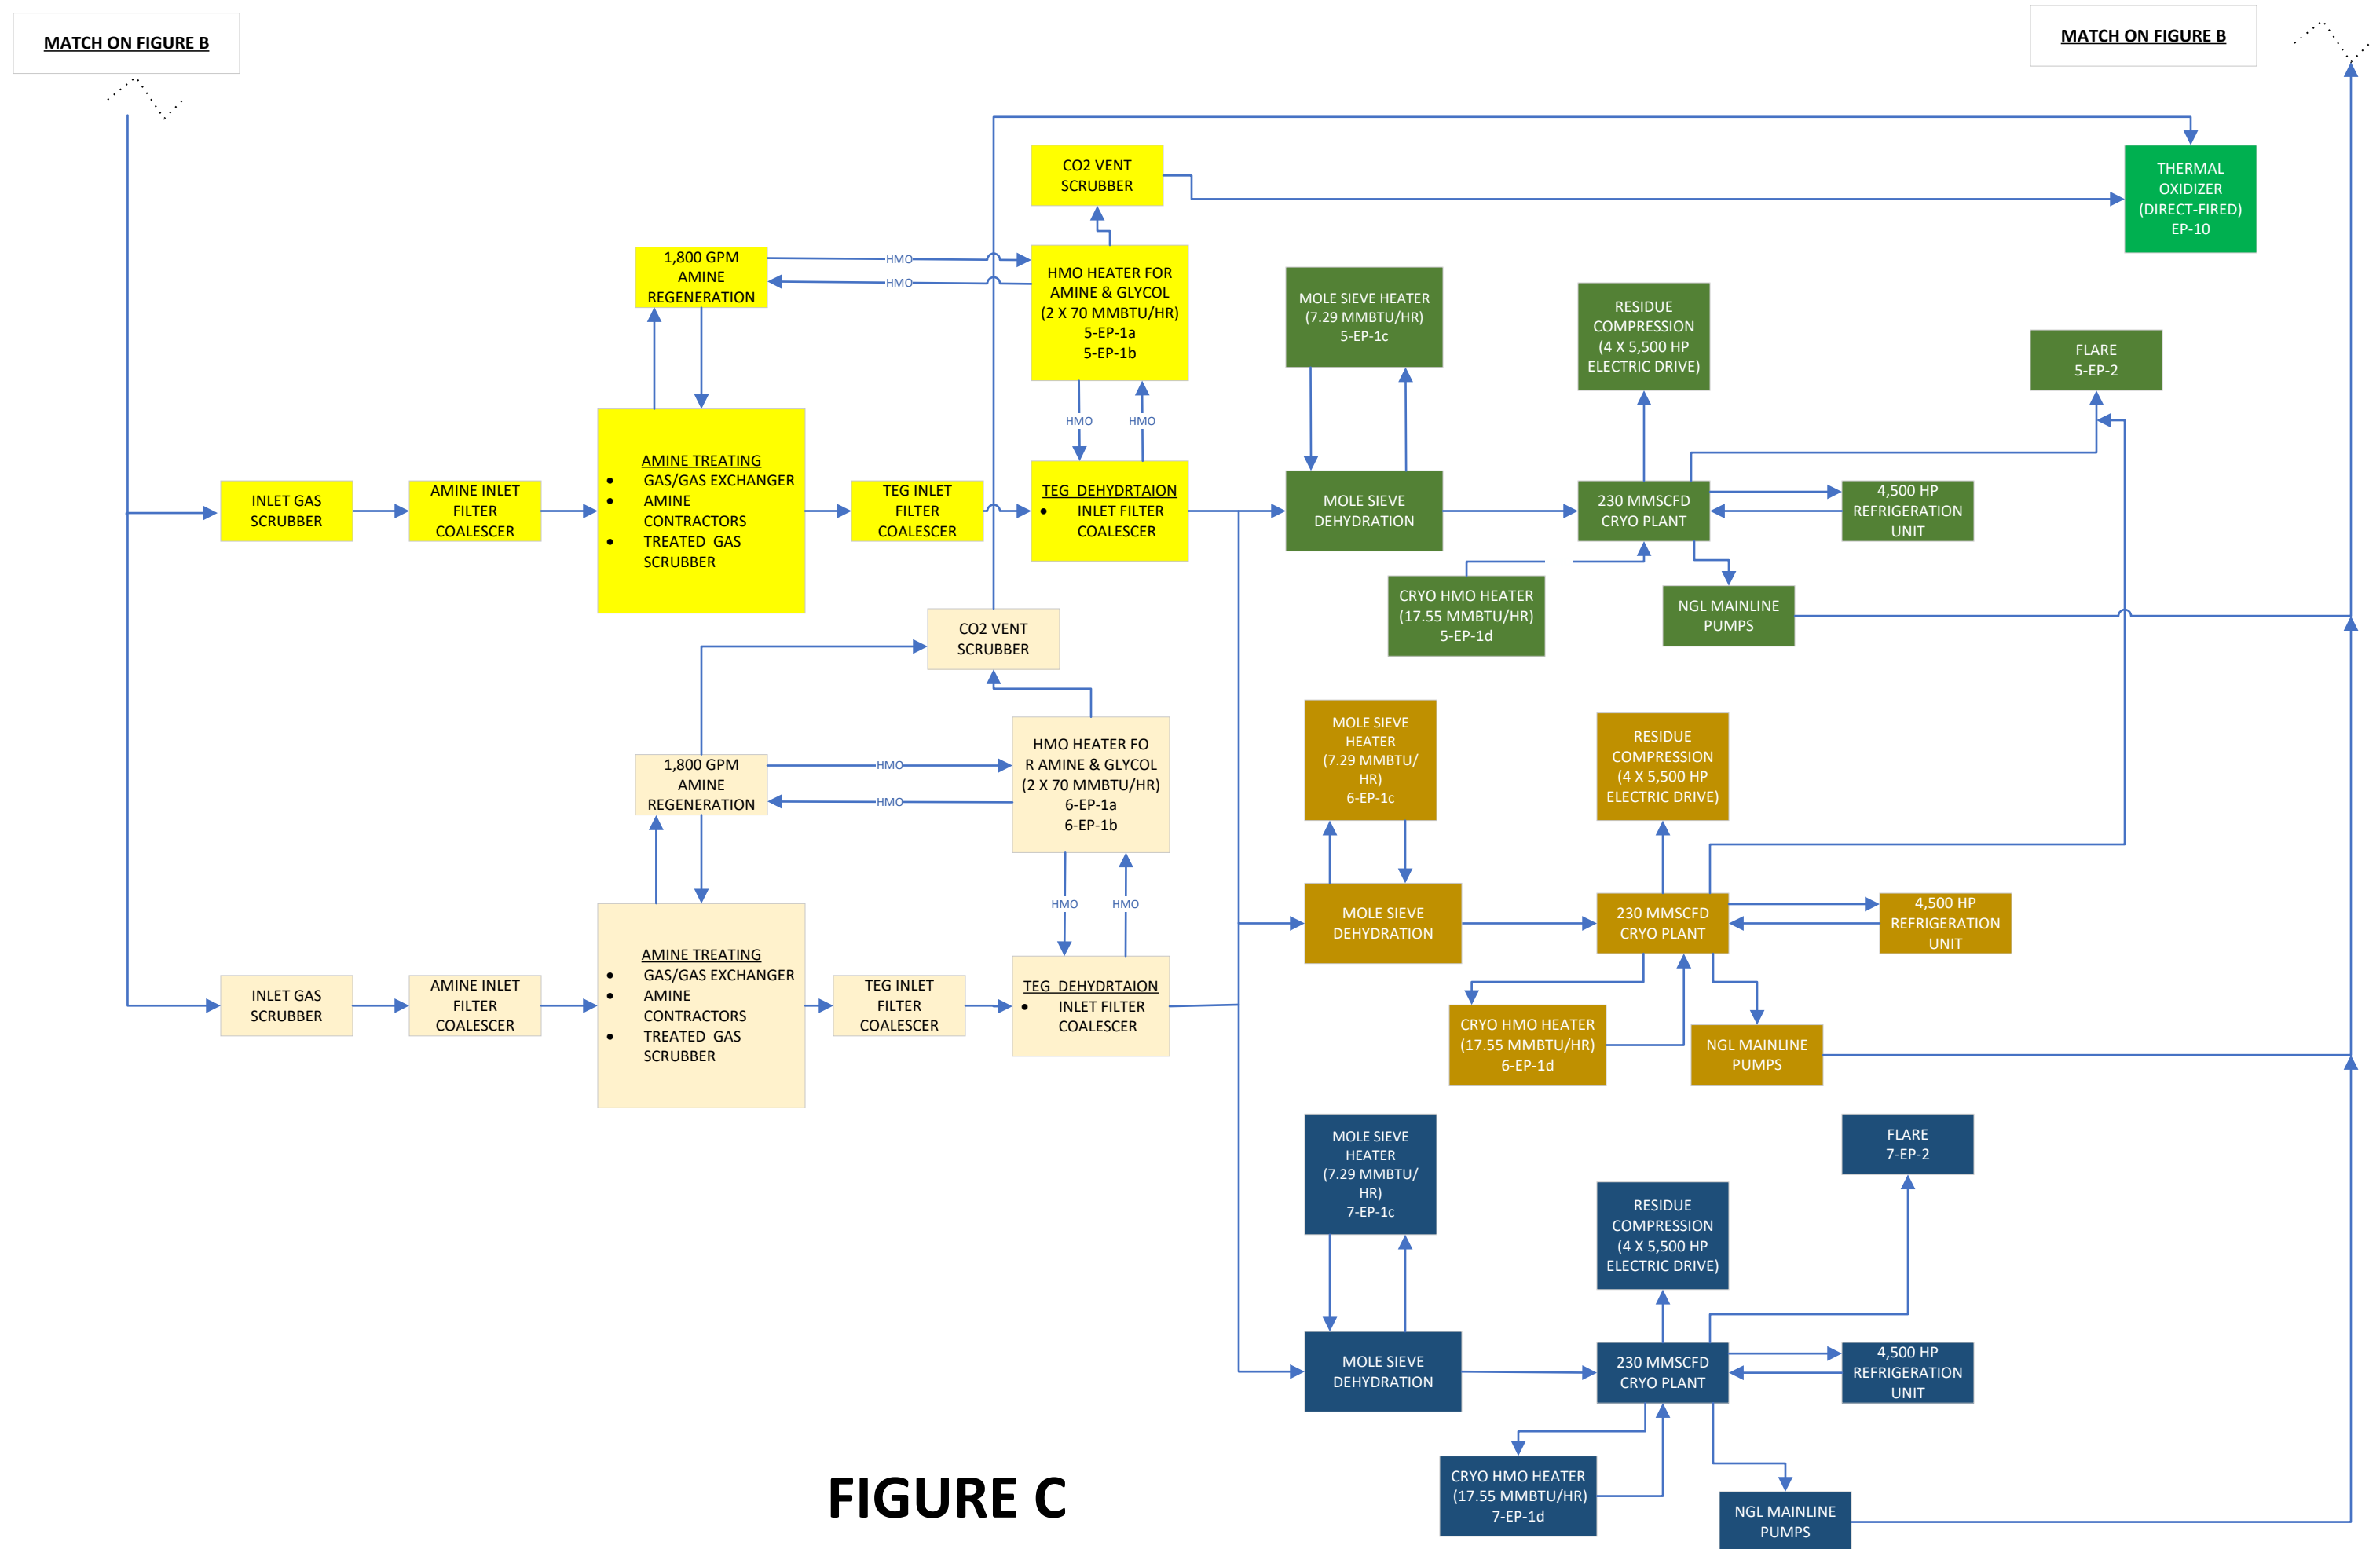 MATCH ON FIGURE B
MATCH ON FIGURE B
CO2 VENT
SCRUBBER
THERMAL
OXIDIZER
(DIRECT-FIRED)
EP-10
1,800 GPM
AMINE
REGENERATION
HMO
HMO
HMO HEATER FOR
AMINE & GLYCOL
(2 X 70 MMBTU/HR)
5-EP-1a
5-EP-1b
MOLE SIEVE HEATER
(7.29 MMBTU/HR)
5-EP-1c
RESIDUE
COMPRESSION
(4 X 5,500 HP
ELECTRIC DRIVE)
FLARE
5-EP-2
HMO
HMO
INLET GAS
SCRUBBER
AMINE INLET
FILTER
COALESCER
AMINE TREATING
• GAS/GAS EXCHANGER
• AMINE
CONTRACTORS
• TREATED GAS
SCRUBBER
TEG INLET
FILTER
COALESCER
TEG DEHYDRTAION
• INLET FILTER
COALESCER
MOLE SIEVE
DEHYDRATION
230 MMSCFD
CRYO PLANT
4,500 HP
REFRIGERATION
UNIT
CRYO HMO HEATER
(17.55 MMBTU/HR)
5-EP-1d
NGL MAINLINE
PUMPS
CO2 VENT
SCRUBBER
1,800 GPM
AMINE
REGENERATION
HMO
HMO
HMO HEATER FO
R AMINE & GLYCOL
(2 X 70 MMBTU/HR)
6-EP-1a
6-EP-1b
MOLE SIEVE
HEATER
(7.29 MMBTU/
HR)
6-EP-1c
RESIDUE
COMPRESSION
(4 X 5,500 HP
ELECTRIC DRIVE)
HMO
HMO
INLET GAS
SCRUBBER
AMINE INLET
FILTER
COALESCER
AMINE TREATING
• GAS/GAS EXCHANGER
• AMINE
CONTRACTORS
• TREATED GAS
SCRUBBER
TEG INLET
FILTER
COALESCER
TEG DEHYDRTAION
• INLET FILTER
COALESCER
MOLE SIEVE
DEHYDRATION
230 MMSCFD
CRYO PLANT
4,500 HP
REFRIGERATION
UNIT
CRYO HMO HEATER
(17.55 MMBTU/HR)
6-EP-1d
NGL MAINLINE
PUMPS
MOLE SIEVE
HEATER
(7.29 MMBTU/
HR)
7-EP-1c
RESIDUE
COMPRESSION
(4 X 5,500 HP
ELECTRIC DRIVE)
FLARE
7-EP-2
MOLE SIEVE
DEHYDRATION
230 MMSCFD
CRYO PLANT
4,500 HP
REFRIGERATION
UNIT
CRYO HMO HEATER
(17.55 MMBTU/HR)
7-EP-1d
NGL MAINLINE
PUMPS
FIGURE C